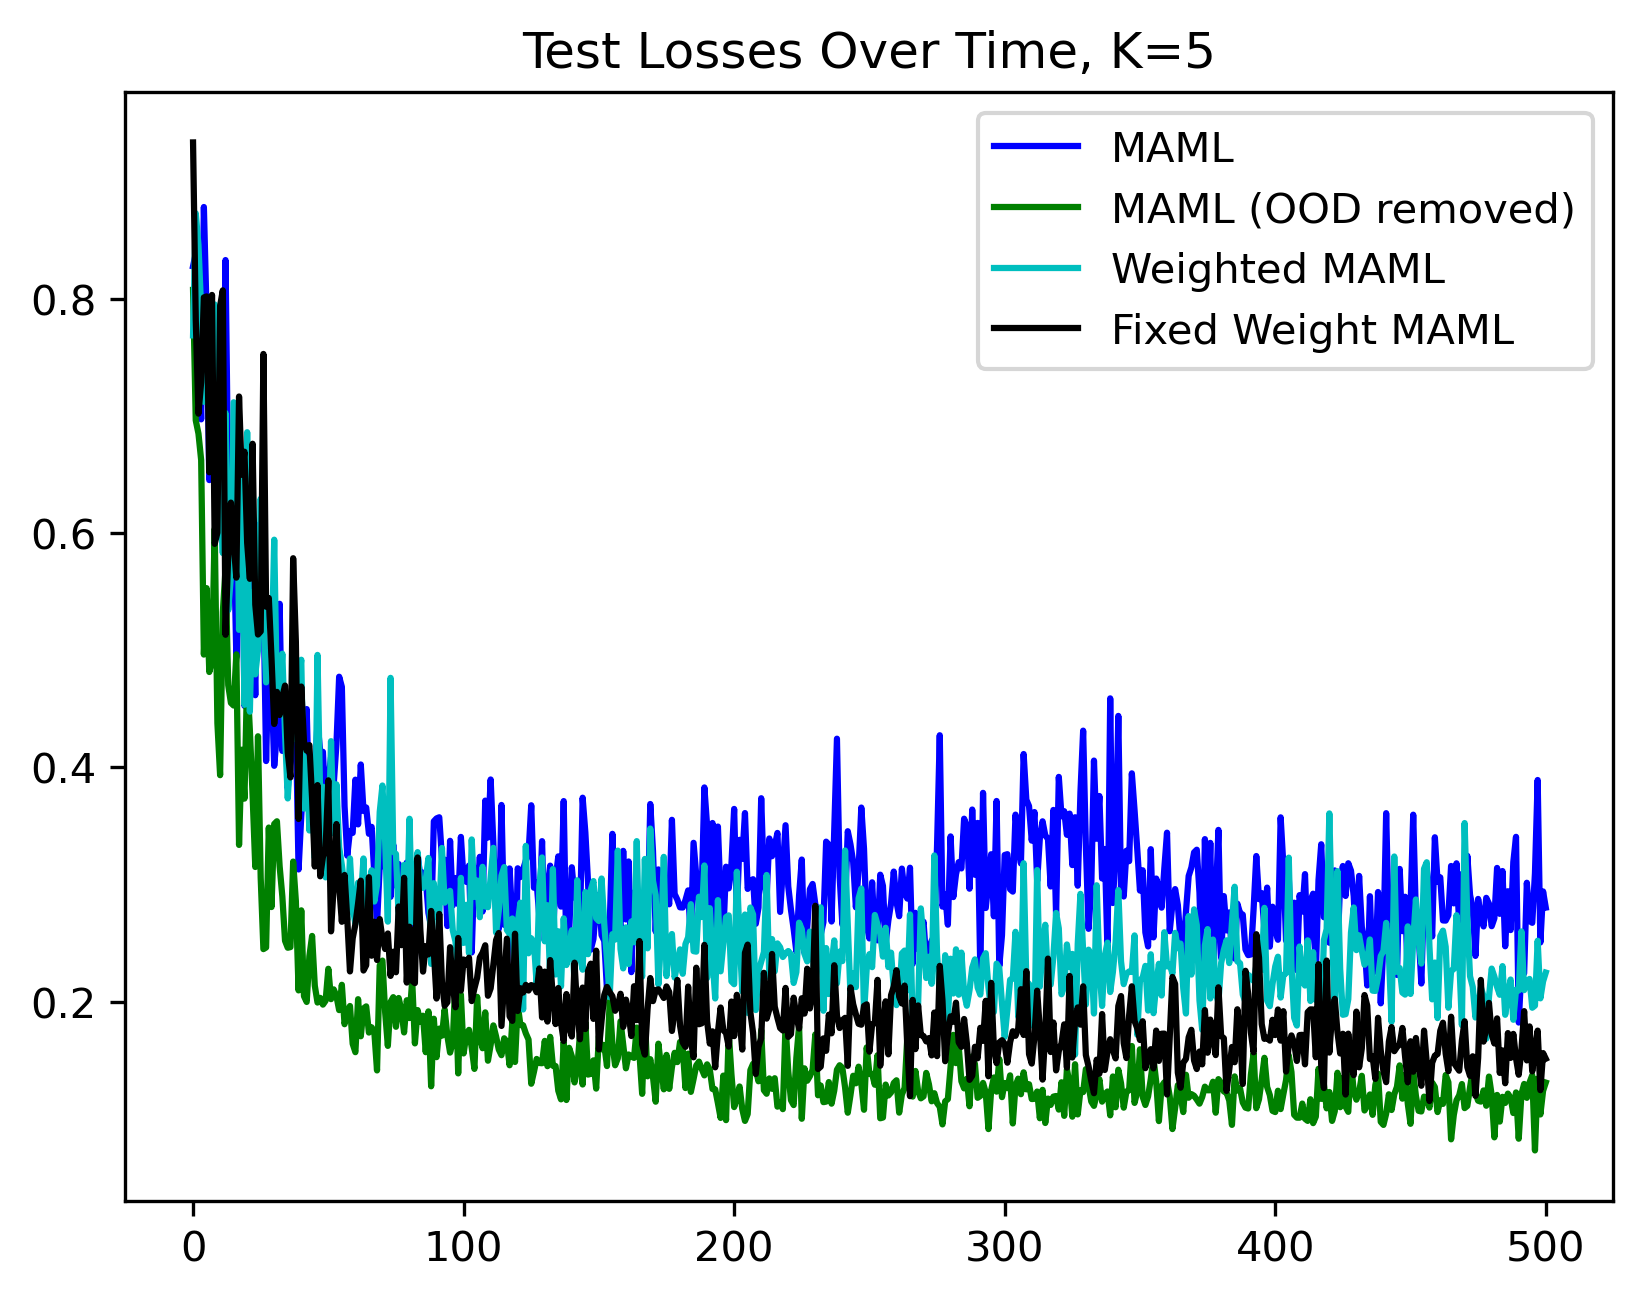 Test Losses Over Time, K=5
MAML
MAML (OOD removed)
Weighted MAML
Fixed Weight MAML
0.8
0.6
0.4
0.2
0 100 200 300 400 500